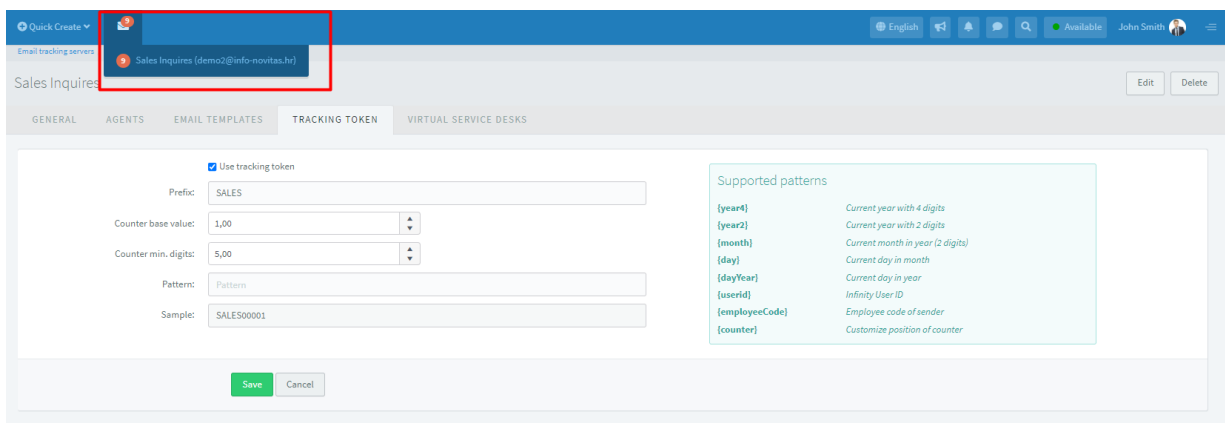 Quick Create
9
English
Available
John Smith
Email tracking servers
9 Sales Inquires (demo2@info-novitas.hr)
Sales Inquires
Edit
Delete
GENERAL
AGENTS
EMAIL TEMPLATES
TRACKING TOKEN
VIRTUAL SERVICE DESKS
Use tracking token
Prefix: SALES
Counter base value: 1,00
Counter min. digits: 5,00
Pattern: Pattern
Sample: SALES00001
Save
Cancel
Supported patterns
{year4} Current year with 4 digits
{year2} Current year with 2 digits
{month} Current month in year (2 digits)
{day} Current day in month
{dayYear} Current day in year
{userid} Infinity User ID
{employeeCode} Employee code of sender
{counter} Customize position of counter